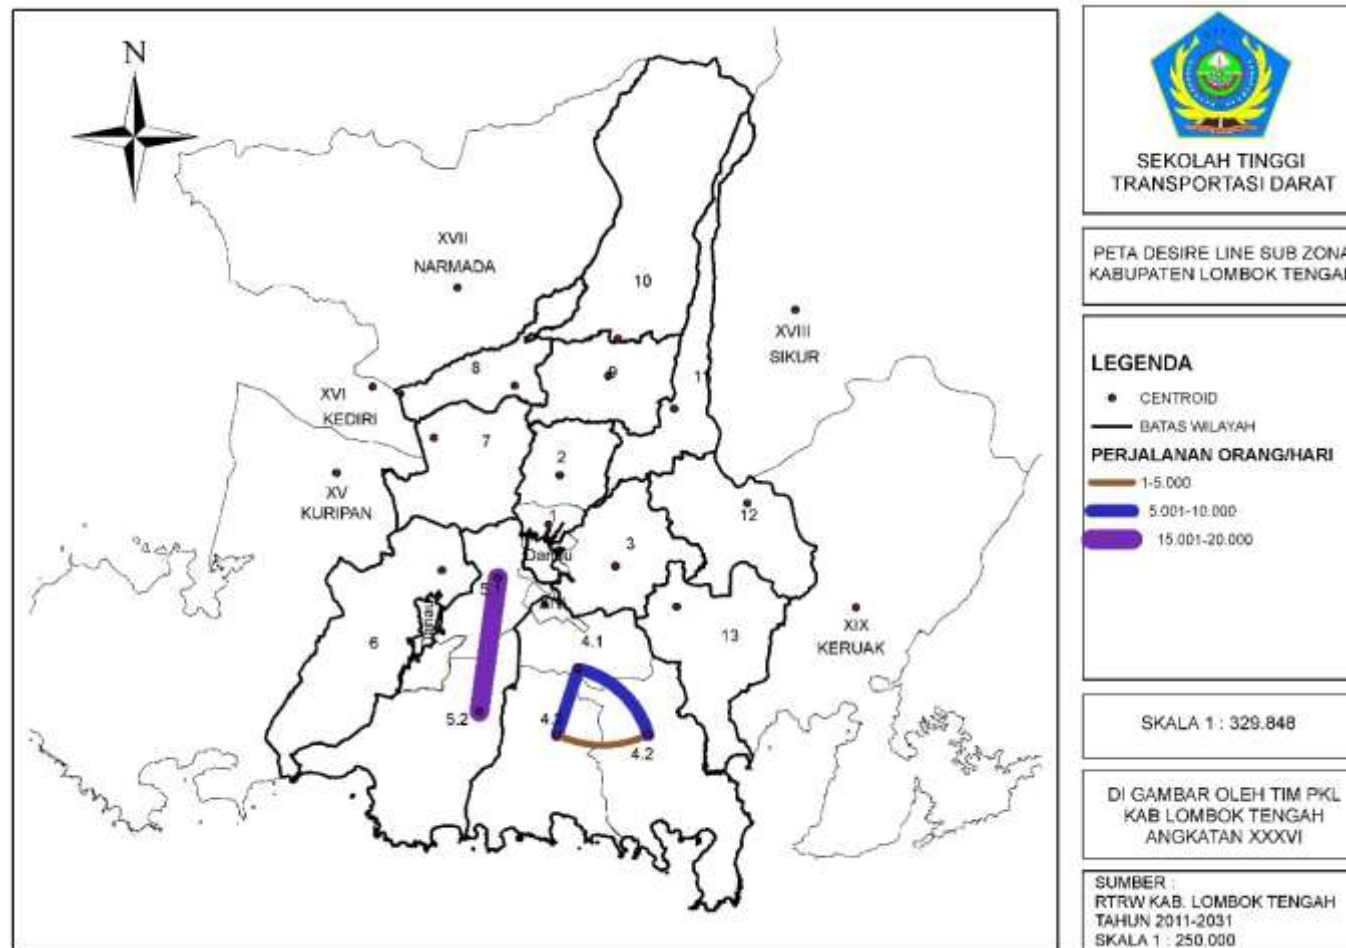 N
XVII
NARMADA
10
XVIII
SIKUR
8
9
11
XVI
KEDIRI
7
2
XV
KURIPAN
1
12
3
Danau
5.1
6
Danau
4.1
13
XIX
KERUAK
5.2
4.2
SEKOLAH TINGGI
TRANSPORTASI DARAT
PETA DESIRE LINE SUB ZONA
KABUPATEN LOMBOK TENGAH
LEGENDA
CENTROID
BATAS WILAYAH
PERJALANAN ORANG/HARI
1-5.000
5.001-10.000
15.001-20.000
SKALA 1 : 329.848
DI GAMBAR OLEH TIM PKL
KAB LOMBOK TENGAH
ANGKATAN XXXVI
SUMBER :
RTRW KAB. LOMBOK TENGAH
TAHUN 2011-2031
SKALA 1 : 250.000